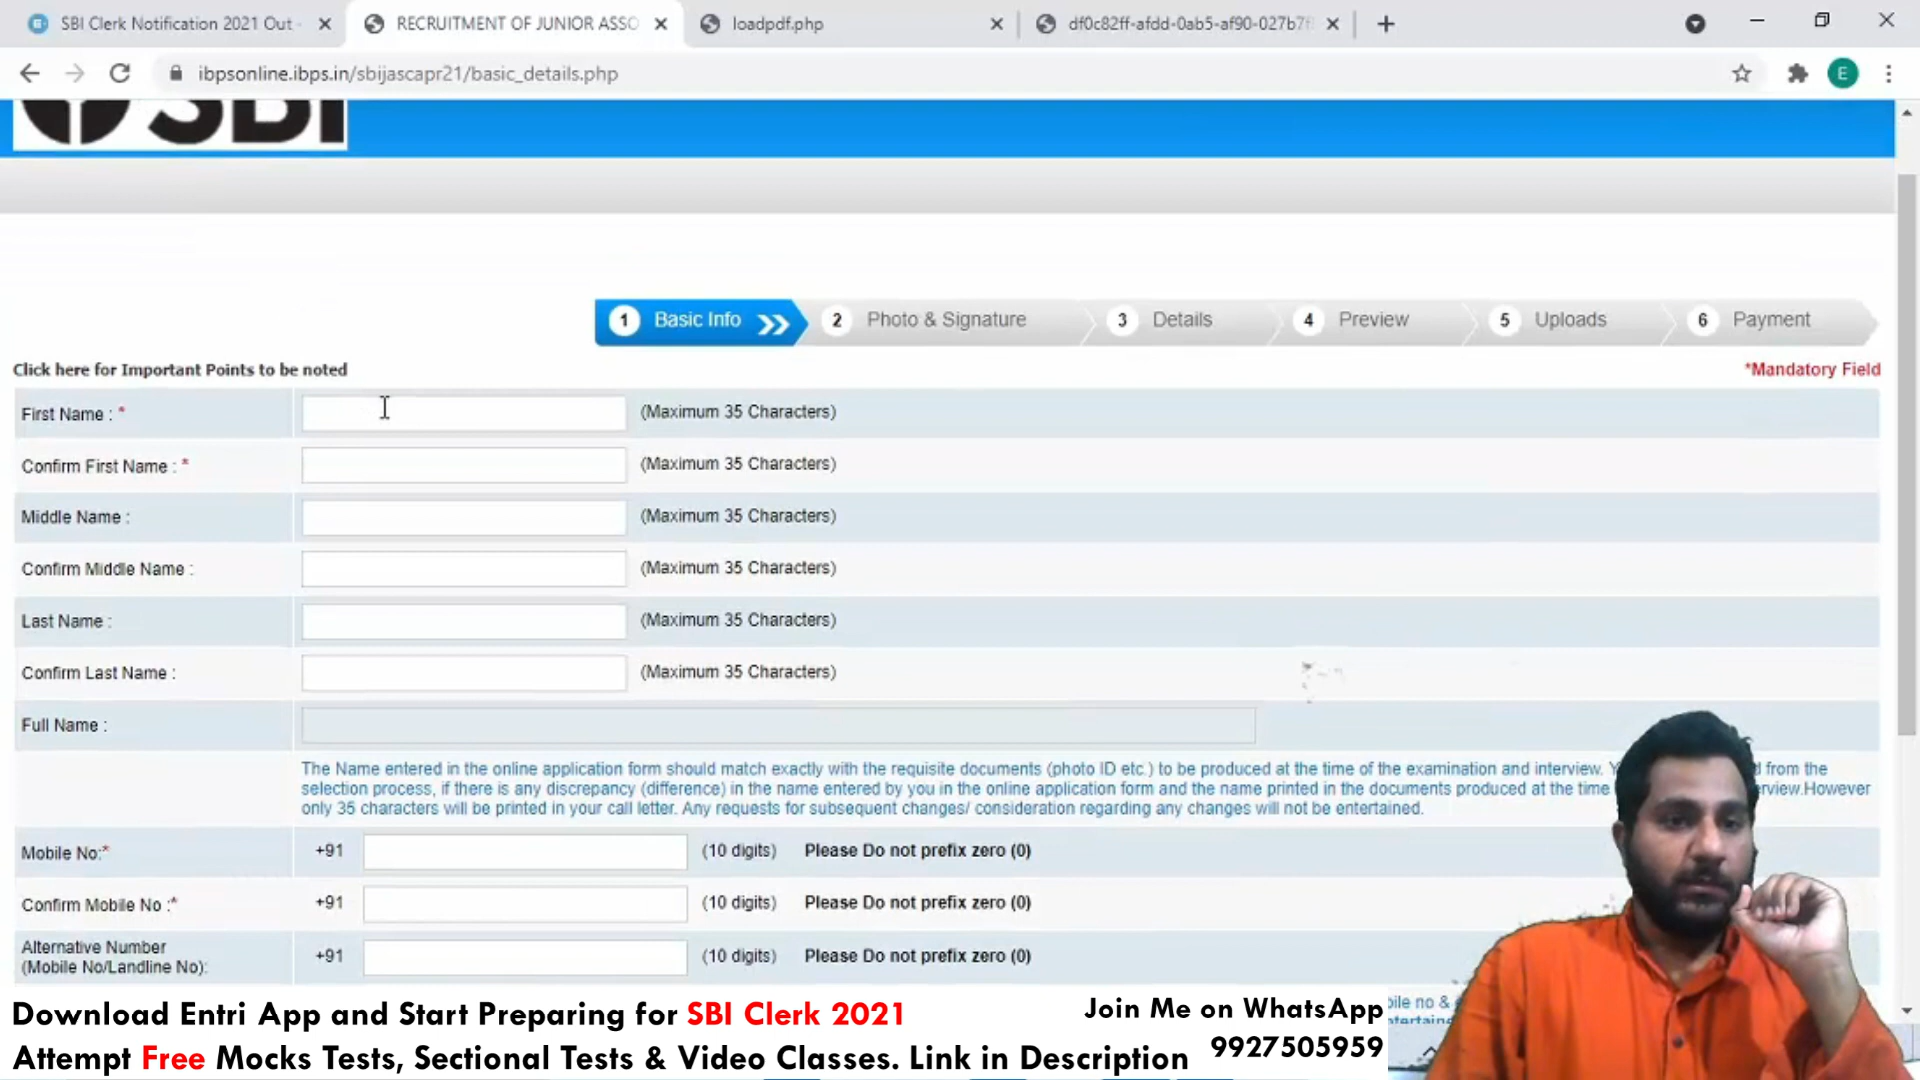 SBI Clerk Notification 2021 Out -
RECRUITMENT OF JUNIOR ASSO
loadpdf.php
df0c82ff-afdd-0ab5-af90-027b7f
ibpsonline.ibps.in/sbijascapr21/basic_details.php
E
SBI
1 Basic Info
2 Photo & Signature
3 Details
4 Preview
5 Uploads
6 Payment
Click here for Important Points to be noted
*Mandatory Field
First Name : * (Maximum 35 Characters)
Confirm First Name : * (Maximum 35 Characters)
Middle Name : (Maximum 35 Characters)
Confirm Middle Name : (Maximum 35 Characters)
Last Name : (Maximum 35 Characters)
Confirm Last Name : (Maximum 35 Characters)
Full Name :
The Name entered in the online application form should match exactly with the requisite documents (photo ID etc.) to be produced at the time of the examination and interview. from the
selection process, if there is any discrepancy (difference) in the name entered by you in the online application form and the name printed in the documents produced at the time However
only 35 characters will be printed in your call letter. Any requests for subsequent changes/ consideration regarding any changes will not be entertained.
Mobile No:* +91 (10 digits) Please Do not prefix zero (0)
Confirm Mobile No :* +91 (10 digits) Please Do not prefix zero (0)
Alternative Number
(Mobile No/Landline No): +91 (10 digits) Please Do not prefix zero (0)
no &
Download Entri App and Start Preparing for SBI Clerk 2021
Attempt Free Mocks Tests, Sectional Tests & Video Classes. Link in Description
Join Me on WhatsApp
9927505959